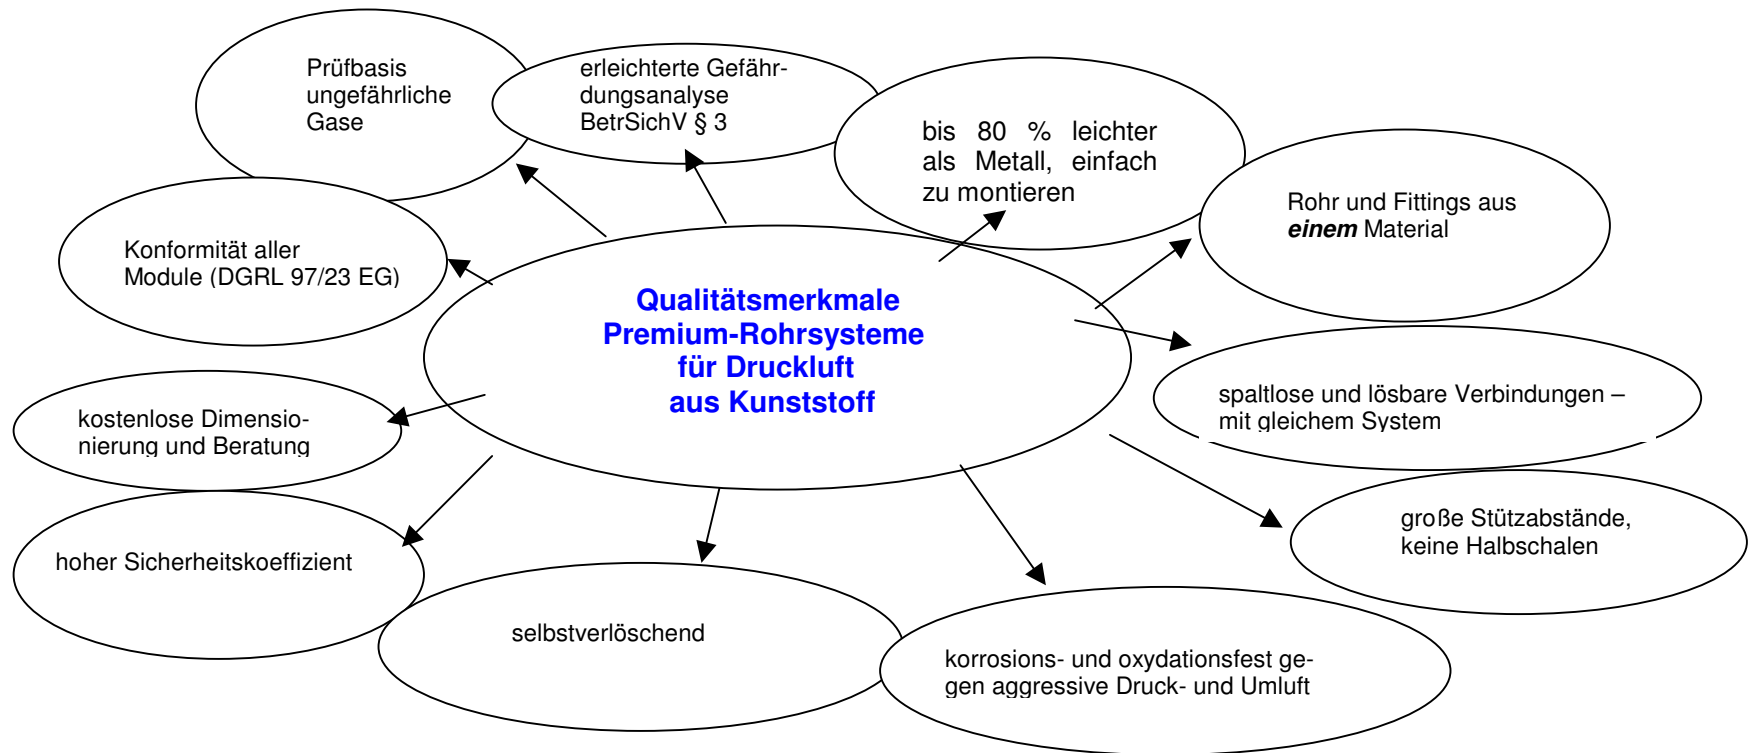 Prüfbasis
ungefährliche
Gase
erleichterte Gefähr-
dungsanalyse
BetrSichV § 3
bis 80 % leichter
als Metall, einfach
zu montieren
Rohr und Fittings aus
einem Material
Konformität aller
Module (DGRL 97/23 EG)
Qualitätsmerkmale
Premium-Rohrsysteme
für Druckluft
aus Kunststoff
spaltlose und lösbare Verbindungen –
mit gleichem System
kostenlose Dimensio-
nierung und Beratung
große Stützabstände,
keine Halbschalen
hoher Sicherheitskoeffizient
selbstverlöschend
korrosions- und oxydationsfest ge-
gen aggressive Druck- und Umluft